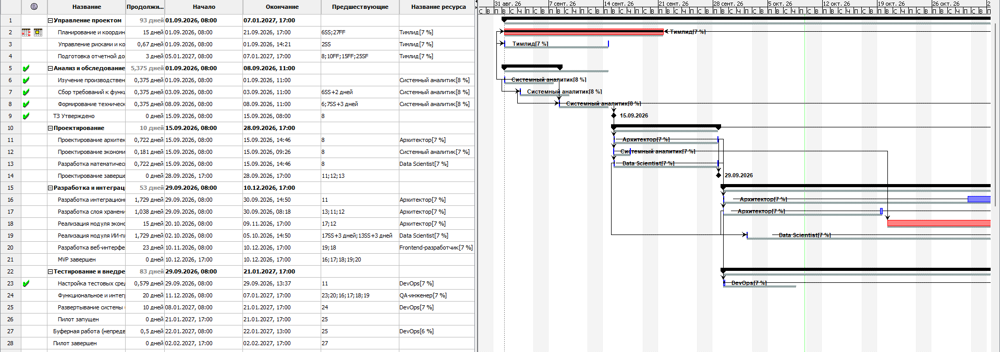 Название Продолжи... Начало Окончание Предшествующие Название ресурса
1 Управление проектом 93 дней 01.09.2026, 08:00 07.01.2027, 17:00
2 Планирование и координ 15 дней 01.09.2026, 08:00 21.09.2026, 17:00 6SS;27FF Тимлид[7 %]
3 Управление рисками и ко 0,67 дней 01.09.2026, 08:00 01.09.2026, 14:21 2SS Тимлид[7 %]
4 Подготовка отчетной до 3 дней 05.01.2027, 08:00 07.01.2027, 17:00 8;10FF;15FF;25SF Тимлид[7 %]
5 Анализ и обследование 5,375 дней 01.09.2026, 08:00 08.09.2026, 11:00
6 Изучение производствен 0,375 дней 01.09.2026, 08:00 01.09.2026, 11:00 Системный аналитик[8 %]
7 Сбор требований к функц 0,375 дней 03.09.2026, 08:00 03.09.2026, 11:00 6SS+2 дней Системный аналитик[8 %]
8 Формирование техническ 0,375 дней 08.09.2026, 08:00 08.09.2026, 11:00 6;7SS+3 дней Системный аналитик[8 %]
9 ТЗ Утверждено 0 дней 15.09.2026, 08:00 15.09.2026, 08:00 8
10 Проектирование 10 дней 15.09.2026, 08:00 28.09.2026, 17:00
11 Проектирование архитек 0,722 дней 15.09.2026, 08:00 15.09.2026, 14:46 8 Архитектор[7 %]
12 Проектирование экономи 0,181 дней 15.09.2026, 08:00 15.09.2026, 09:26 8 Системный аналитик[7 %]
13 Разработка математичес 0,722 дней 15.09.2026, 08:00 15.09.2026, 14:46 8 Data Scientist[7 %]
14 Проектирование заверше 0 дней 28.09.2026, 17:00 28.09.2026, 17:00 11;12;13
15 Разработка и интеграц 53 дней 29.09.2026, 08:00 10.12.2026, 17:00
16 Разработка интеграционн 1,729 дней 29.09.2026, 08:00 30.09.2026, 14:50 11 Архитектор[7 %]
17 Разработка слоя хранени 1,038 дней 29.09.2026, 08:00 30.09.2026, 08:18 13;11;12 Архитектор[7 %]
18 Реализация модуля эконо 15 дней 20.10.2026, 08:00 09.11.2026, 17:00 17;12 Архитектор[7 %]
19 Реализация модуля ИИ-пл 1,729 дней 02.10.2026, 08:00 05.10.2026, 14:50 17SS+3 дней;13SS+3 дней Data Scientist[7 %]
20 Разработка веб-интерфе 23 дней 10.11.2026, 08:00 10.12.2026, 17:00 19;18 Frontend-разработчик[7 %]
21 MVP завершен 0 дней 10.12.2026, 17:00 10.12.2026, 17:00 16;17;18;19;20
22 Тестирование и внедре 83 дней 29.09.2026, 08:00 21.01.2027, 17:00
23 Настройка тестовых сред 0,579 дней 29.09.2026, 08:00 29.09.2026, 13:37 11 DevOps[7 %]
24 Функциональное и интег 20 дней 11.12.2026, 08:00 07.01.2027, 17:00 23;20;16;17;18;19 QA-инженер[7 %]
25 Развертывание системы 10 дней 08.01.2027, 08:00 21.01.2027, 17:00 24 DevOps[7 %]
26 Пилот запущен 0 дней 21.01.2027, 17:00 21.01.2027, 17:00 25
27 Буферная работа (непредв 0,5 дней 22.01.2027, 08:00 22.01.2027, 13:00 25 DevOps[6 %]
28 Пилот завершен 0 дней 02.02.2027, 17:00 02.02.2027, 17:00 27
31 авг. 26 7 сент. 26 14 сент. 26 21 сент. 26 28 сент. 26 5 окт. 26 12 окт. 26 19 окт. 26 26 окт. 26 2
С В П В С Ч П С В П В С Ч П С В П В С Ч П С В П В С Ч П С В П В С Ч П С В П В С Ч П С В П В С Ч П С В П В С Ч П С В П В С Ч П С В П
Тимлид[7 %]
Тимлид[7 %]
Системный аналитик[8 %]
Системный аналитик[8 %]
Системный аналитик[8 %]
15.09.2026
Архитектор[7 %]
Системный аналитик[7 %]
Data Scientist[7 %]
29.09.2026
Архитектор[7 %]
Архитектор[7 %]
Data Scientist[7 %]
DevOps[7 %]